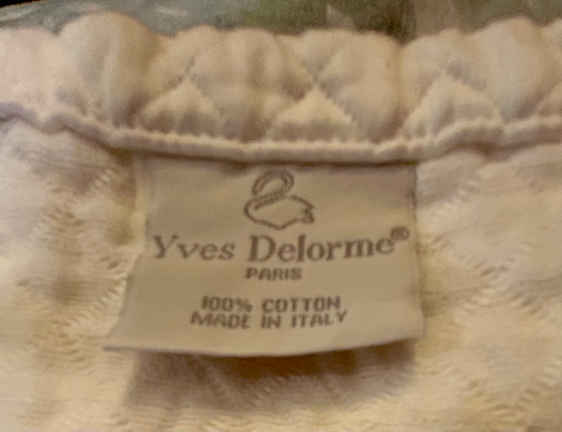 Yves Delorme®
PARIS
100% COTTON
MADE IN ITALY